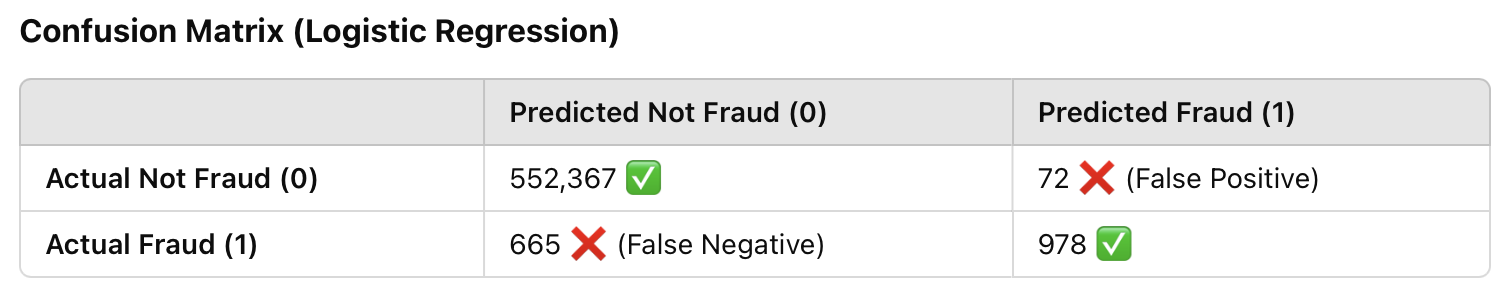 Confusion Matrix (Logistic Regression)
Predicted Not Fraud (0) Predicted Fraud (1)
Actual Not Fraud (0) 552,367 ✅ 72 ❌ (False Positive)
Actual Fraud (1) 665 ❌ (False Negative) 978 ✅